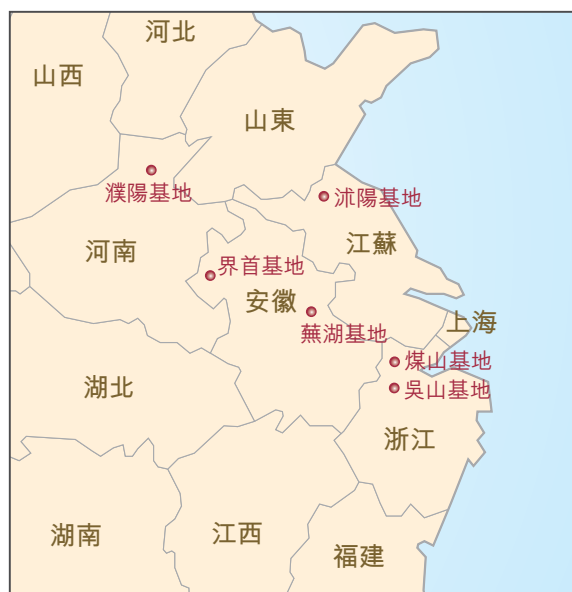 河北
山西
山東
濮陽基地
沭陽基地
江蘇
河南
界首基地
安徽
上海
蕪湖基地
煤山基地
湖北
吳山基地
浙江
湖南
江西
福建